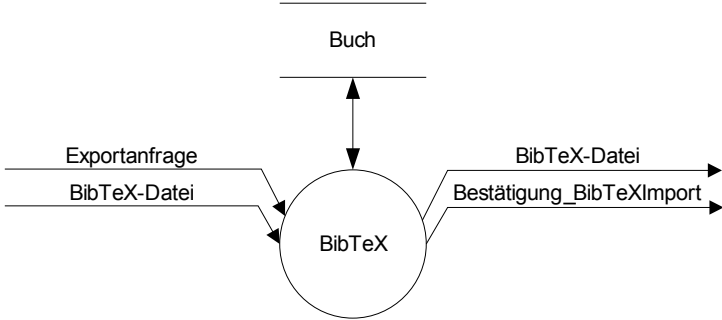 Buch
Exportanfrage
BibTeX-Datei
BibTeX-Datei
Bestätigung_BibTeXImport
BibTeX